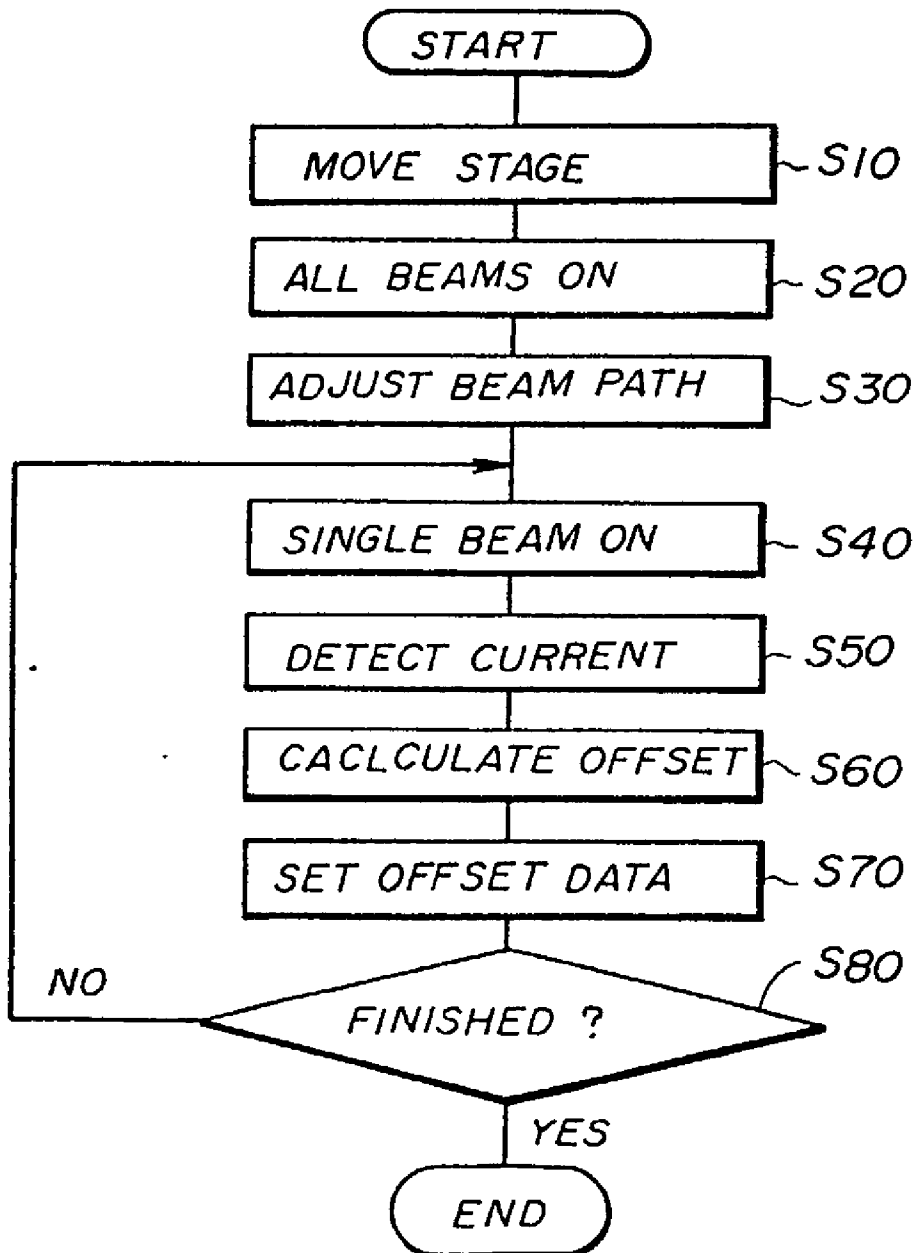 START
MOVE STAGE
S10
ALL BEAMS ON
S20
ADJUST BEAM PATH
S30
SINGLE BEAM ON
S40
DETECT CURRENT
S50
CACLCULATE OFFSET
S60
SET OFFSET DATA
S70
S80
NO
FINISHED ?
YES
END